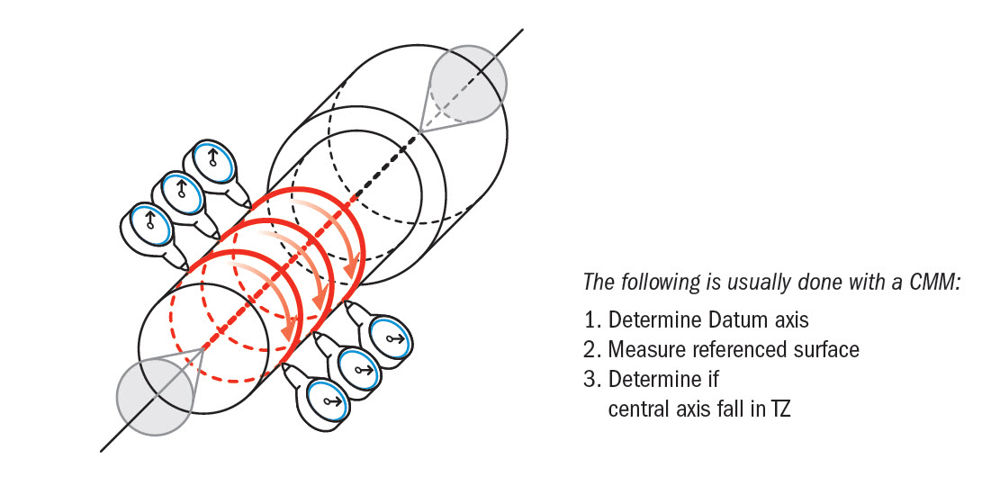 The following is usually done with a CMM:
1. Determine Datum axis
2. Measure referenced surface
3. Determine if
central axis fall in TZ